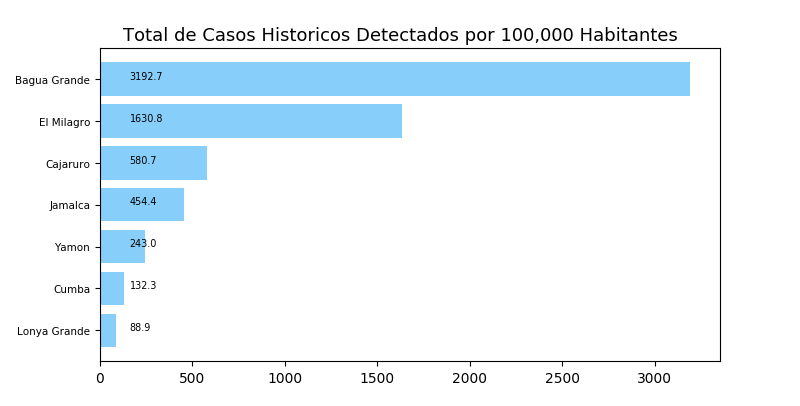 Total de Casos Historicos Detectados por 100,000 Habitantes
Bagua Grande 3192.7
El Milagro 1630.8
Cajaruro 580.7
Jamalca 454.4
Yamon 243.0
Cumba 132.3
Lonya Grande 88.9
0 500 1000 1500 2000 2500 3000